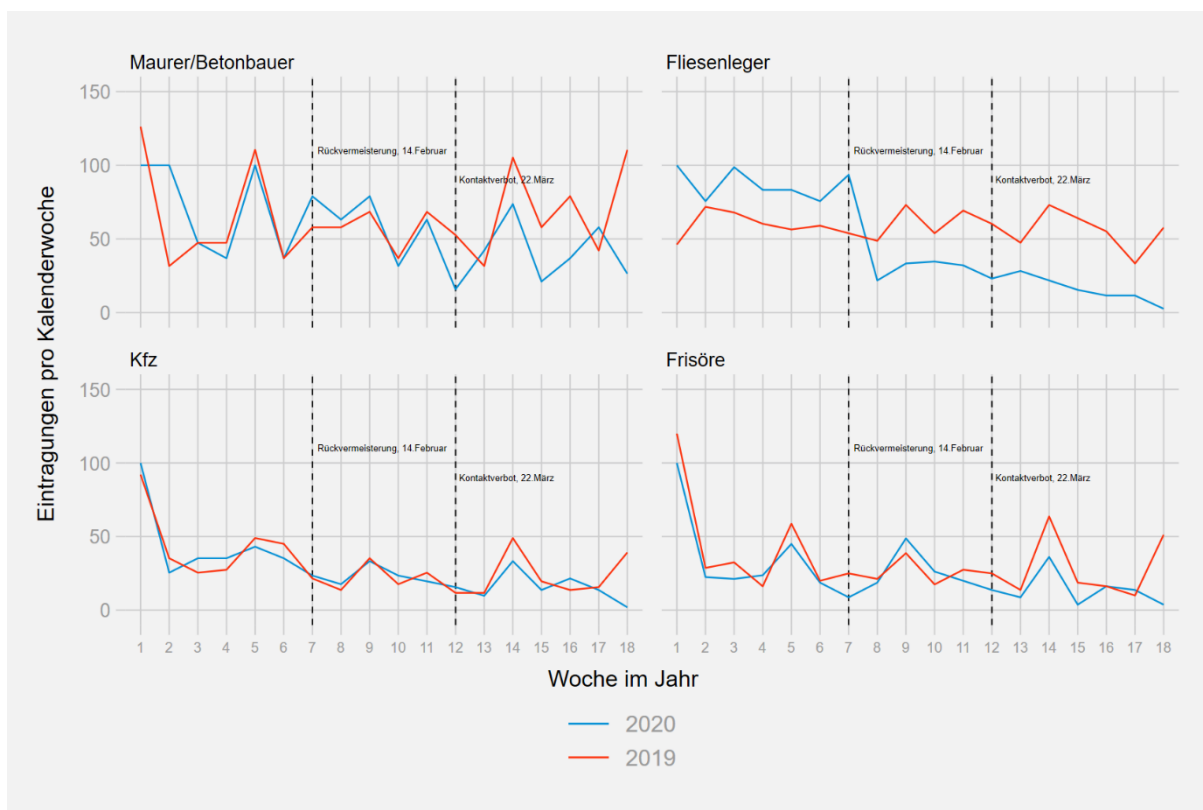 Maurer/Betonbauer
Fliesenleger
Eintragungen pro Kalenderwoche
150
100
50
0
Rückvermeisterung, 14.Februar
Kontaktverbot, 22.März
Rückvermeisterung, 14.Februar
Kontaktverbot, 22.März
Kfz
Frisöre
150
100
50
0
Rückvermeisterung, 14.Februar
Kontaktverbot, 22.März
Rückvermeisterung, 14.Februar
Kontaktverbot, 22.März
1 2 3 4 5 6 7 8 9 10 11 12 13 14 15 16 17 18
1 2 3 4 5 6 7 8 9 10 11 12 13 14 15 16 17 18
Woche im Jahr
2020
2019